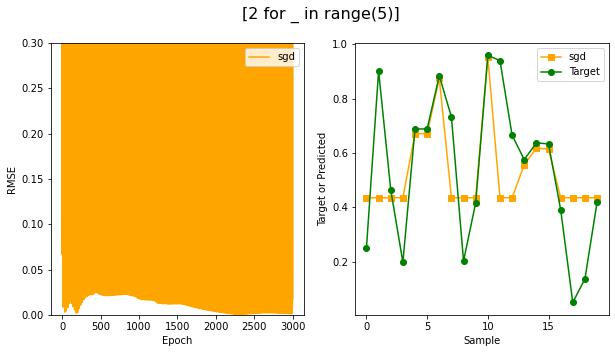 [2 for _ in range(5)]
0.30
0.25
0.20
0.15
0.10
0.05
0.00
RMSE
0 500 1000 1500 2000 2500 3000
Epoch
sgd
1.0
0.8
0.6
0.4
0.2
Target or Predicted
0 5 10 15
Sample
sgd
Target